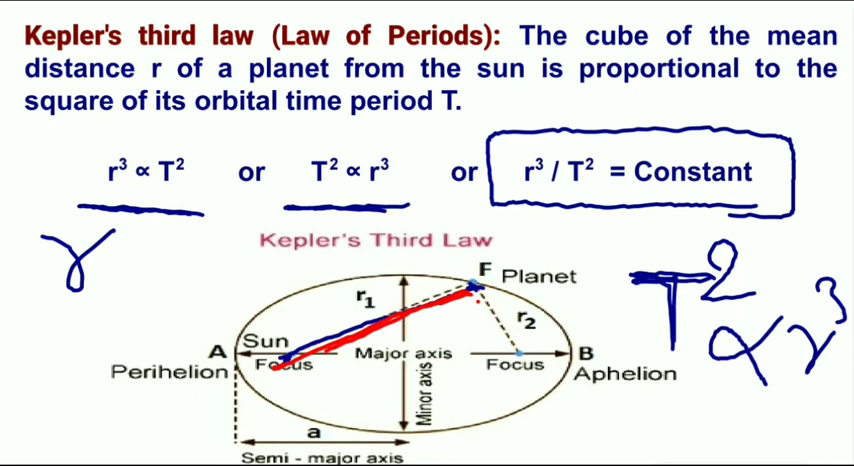 Kepler's third law (Law of Periods): The cube of the mean
distance r of a planet from the sun is proportional to the
square of its orbital time period T.
r³ ∝ T² or T² ∝ r³ or r³ / T² = Constant
r
Kepler's Third Law
T²
∝ r³
F Planet
r₁
r₂
Sun
A
Major axis
B
Focus
Focus
Perihelion
Aphelion
Minor axis
a
Semi - major axis